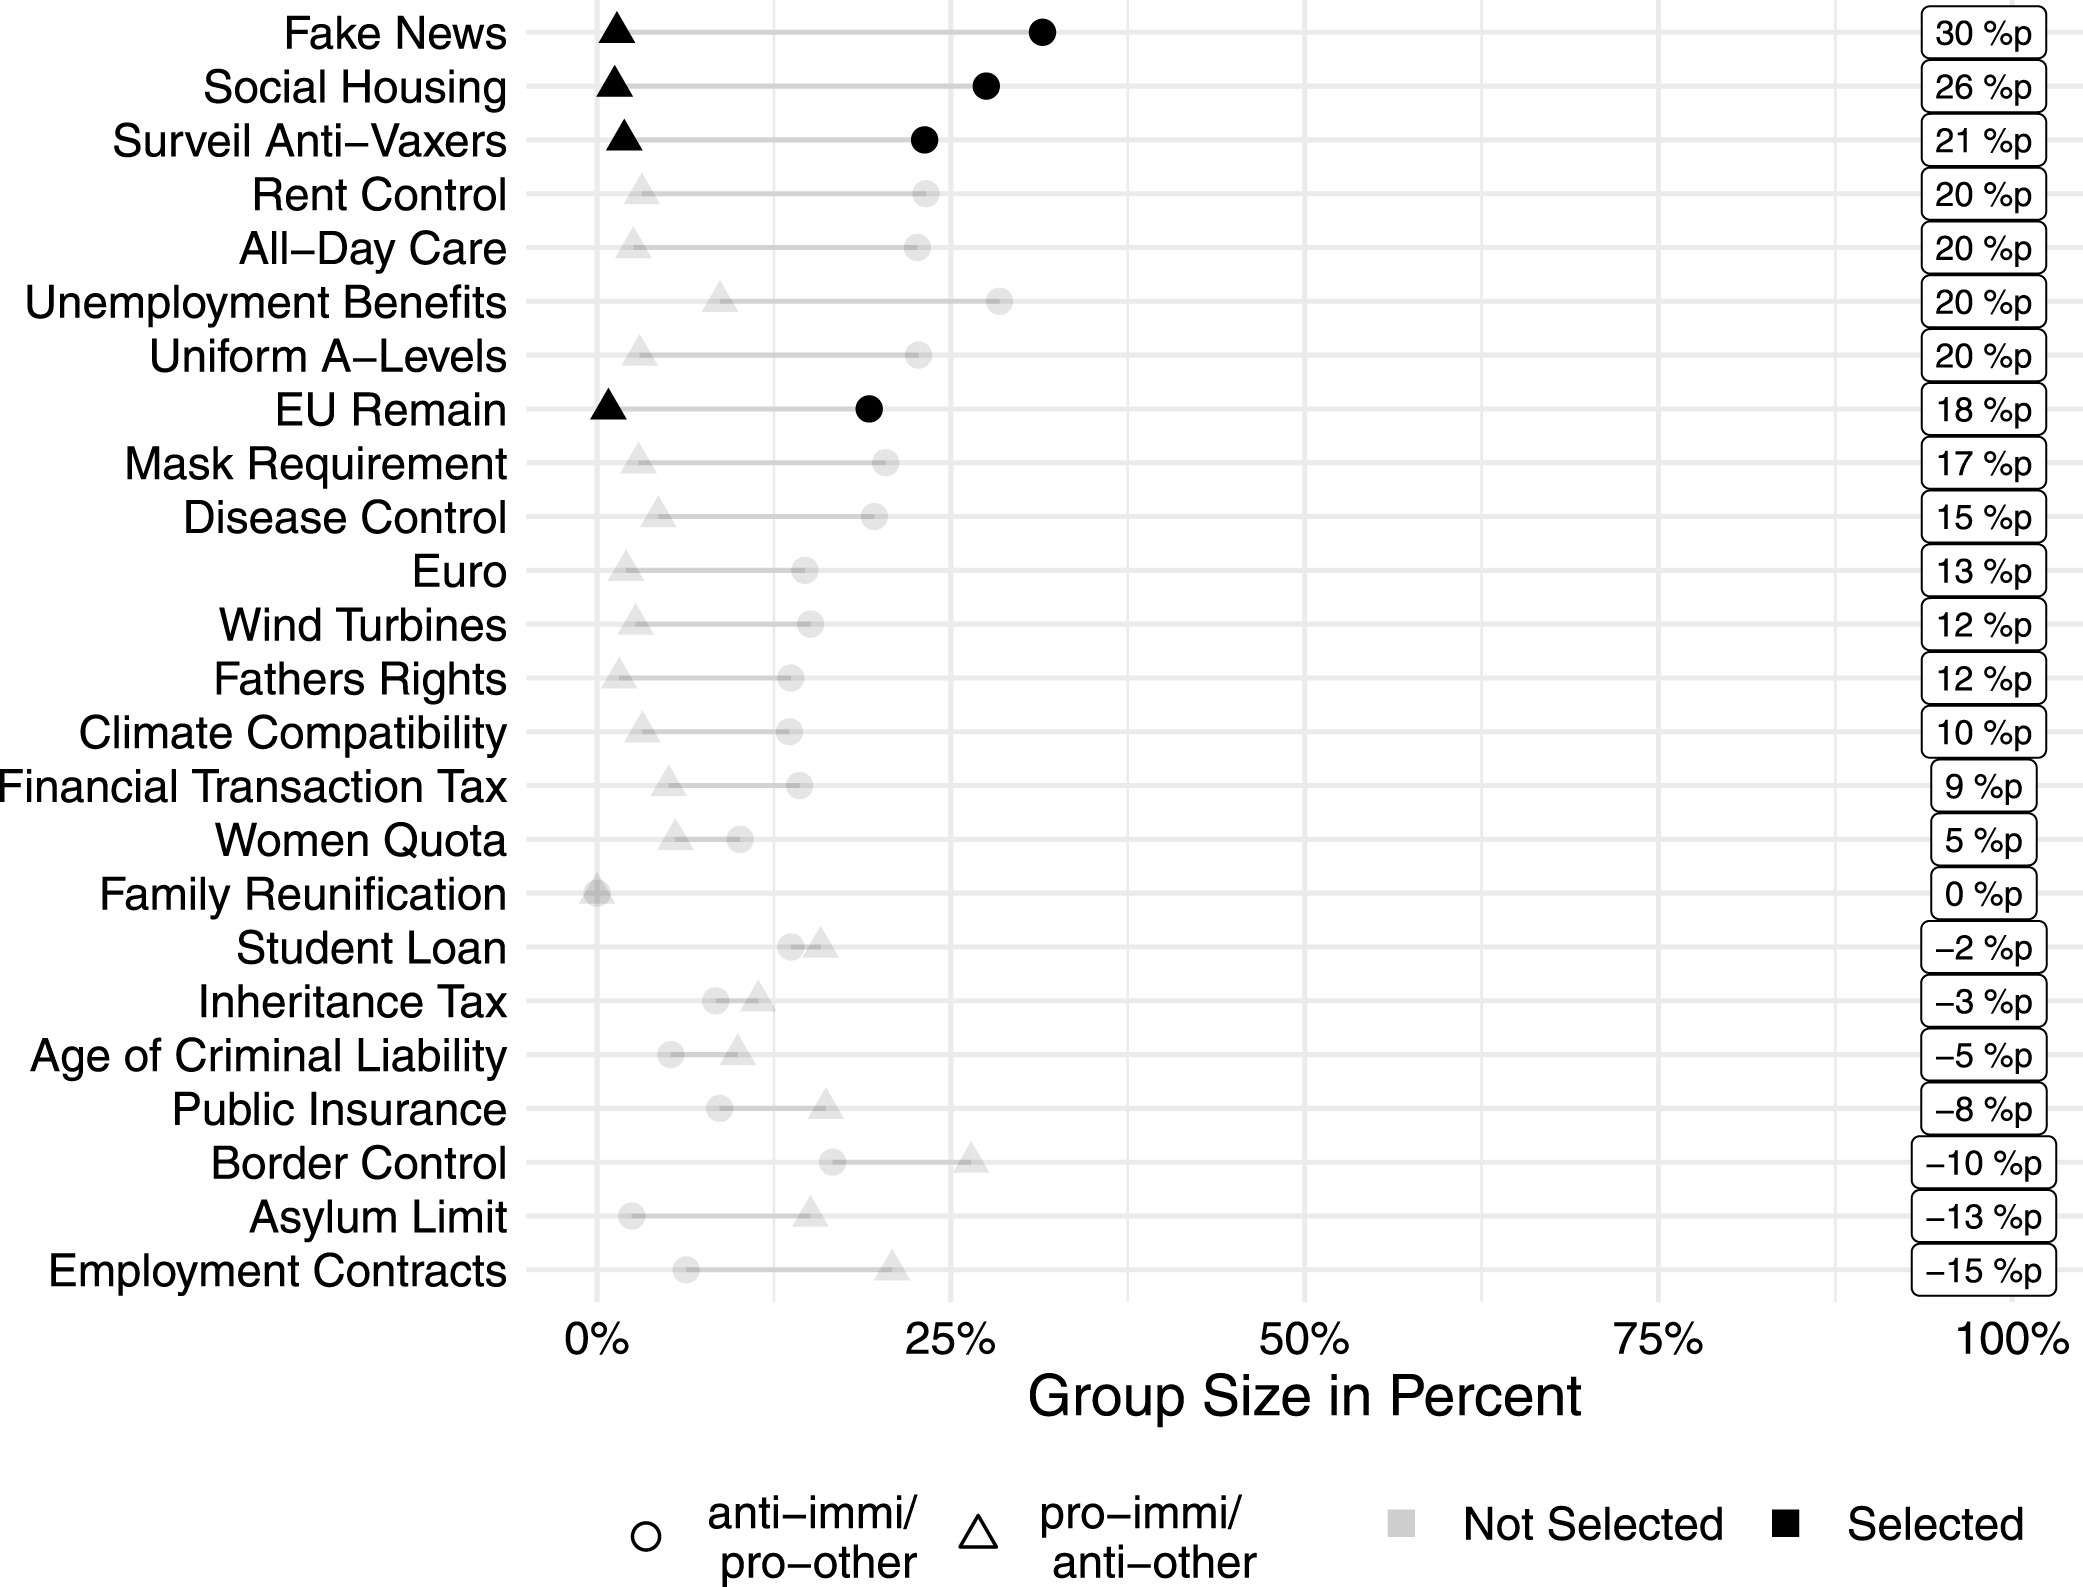 Fake News 30 %p
Social Housing 26 %p
Surveil Anti−Vaxers 21 %p
Rent Control 20 %p
All−Day Care 20 %p
Unemployment Benefits 20 %p
Uniform A−Levels 20 %p
EU Remain 18 %p
Mask Requirement 17 %p
Disease Control 15 %p
Euro 13 %p
Wind Turbines 12 %p
Fathers Rights 12 %p
Climate Compatibility 10 %p
Financial Transaction Tax 9 %p
Women Quota 5 %p
Family Reunification 0 %p
Student Loan −2 %p
Inheritance Tax −3 %p
Age of Criminal Liability −5 %p
Public Insurance −8 %p
Border Control −10 %p
Asylum Limit −13 %p
Employment Contracts −15 %p
0% 25% 50% 75% 100%
Group Size in Percent
anti−immi/
pro−other
pro−immi/
anti−other
Not Selected
Selected